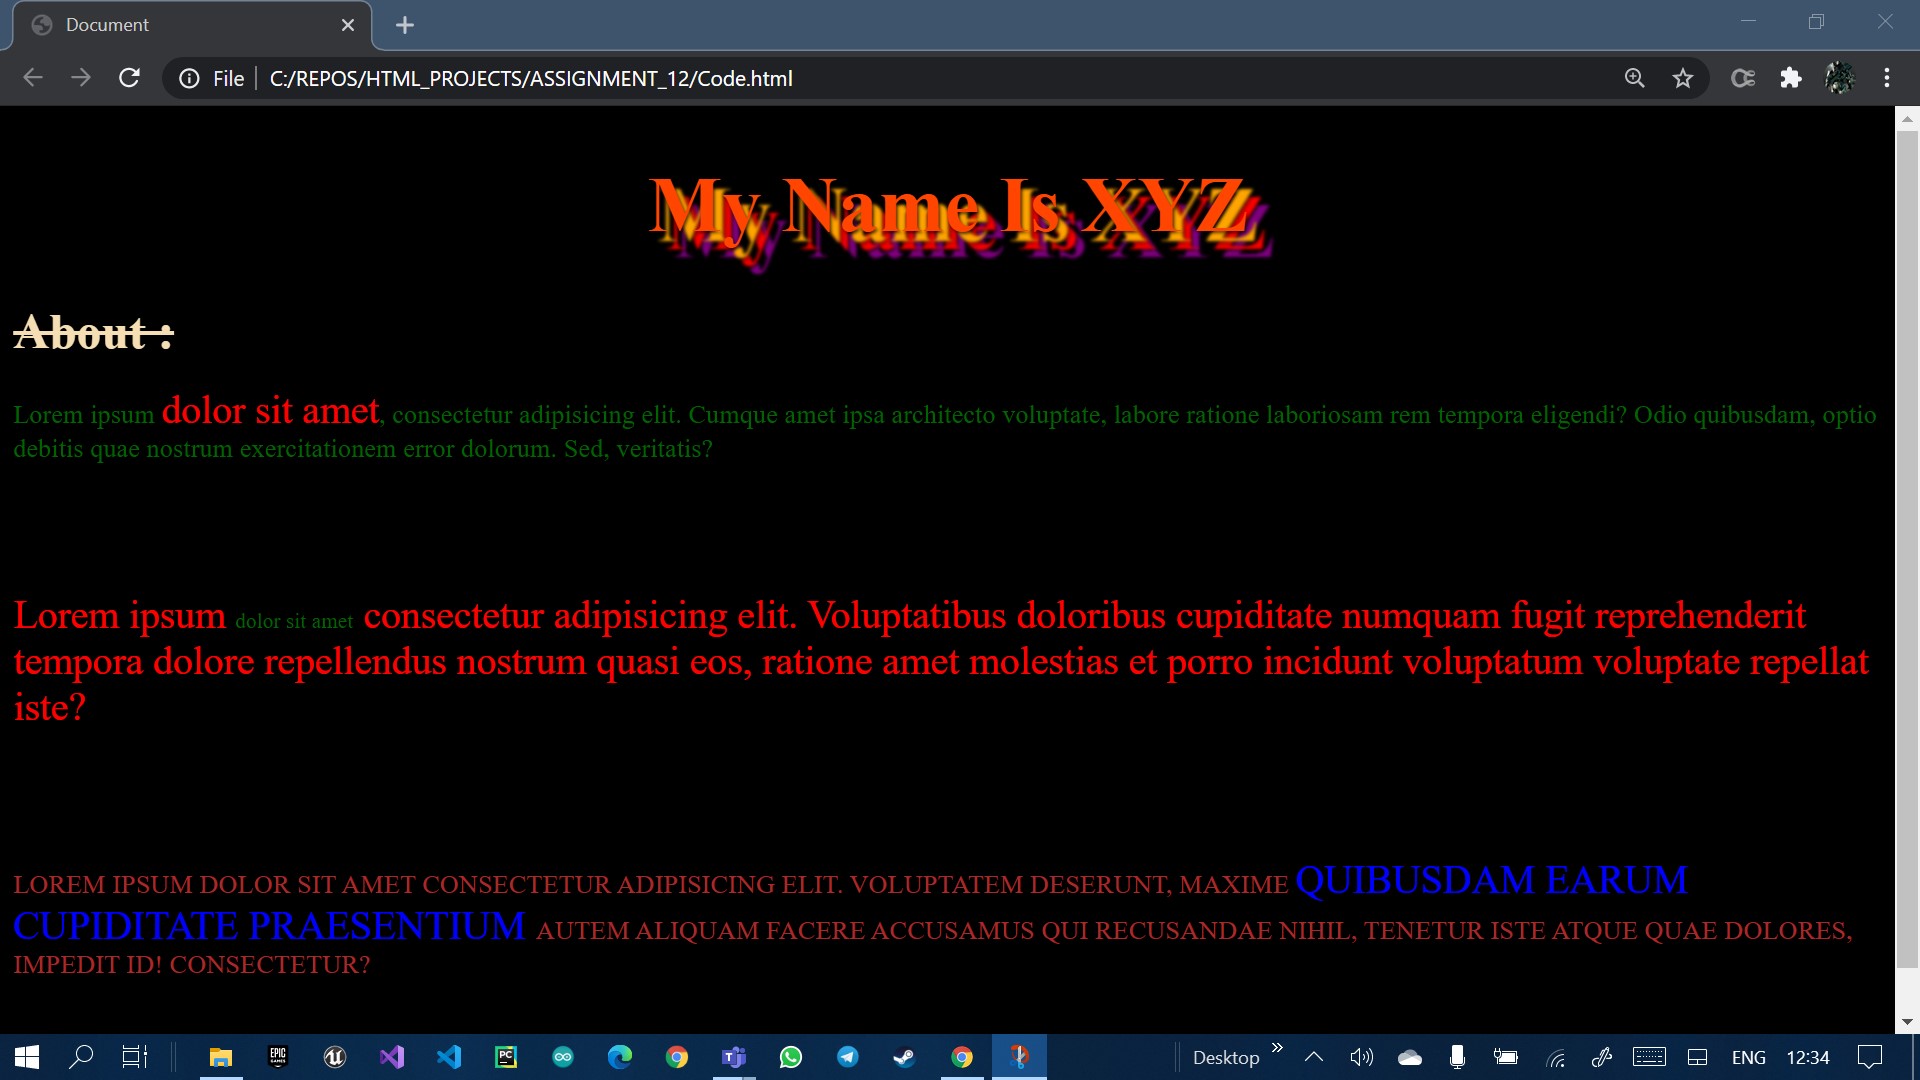 Document
File C:/REPOS/HTML_PROJECTS/ASSIGNMENT_12/Code.html
My Name Is XYZ
About :
Lorem ipsum dolor sit amet, consectetur adipisicing elit. Cumque amet ipsa architecto voluptate, labore ratione laboriosam rem tempora eligendi? Odio quibusdam, optio
debitis quae nostrum exercitationem error dolorum. Sed, veritatis?
Lorem ipsum dolor sit amet consectetur adipisicing elit. Voluptatibus doloribus cupiditate numquam fugit reprehenderit
tempora dolore repellendus nostrum quasi eos, ratione amet molestias et porro incidunt voluptatum voluptate repellat
iste?
LOREM IPSUM DOLOR SIT AMET CONSECTETUR ADIPISICING ELIT. VOLUPTATEM DESERUNT, MAXIME QUIBUSDAM EARUM
CUPIDITATE PRAESENTIUM AUTEM ALIQUAM FACERE ACCUSAMUS QUI RECUSANDAE NIHIL, TENETUR ISTE ATQUE QUAE DOLORES,
IMPEDIT ID! CONSECTETUR?
EPIC GAMES PC Desktop ENG 12:34